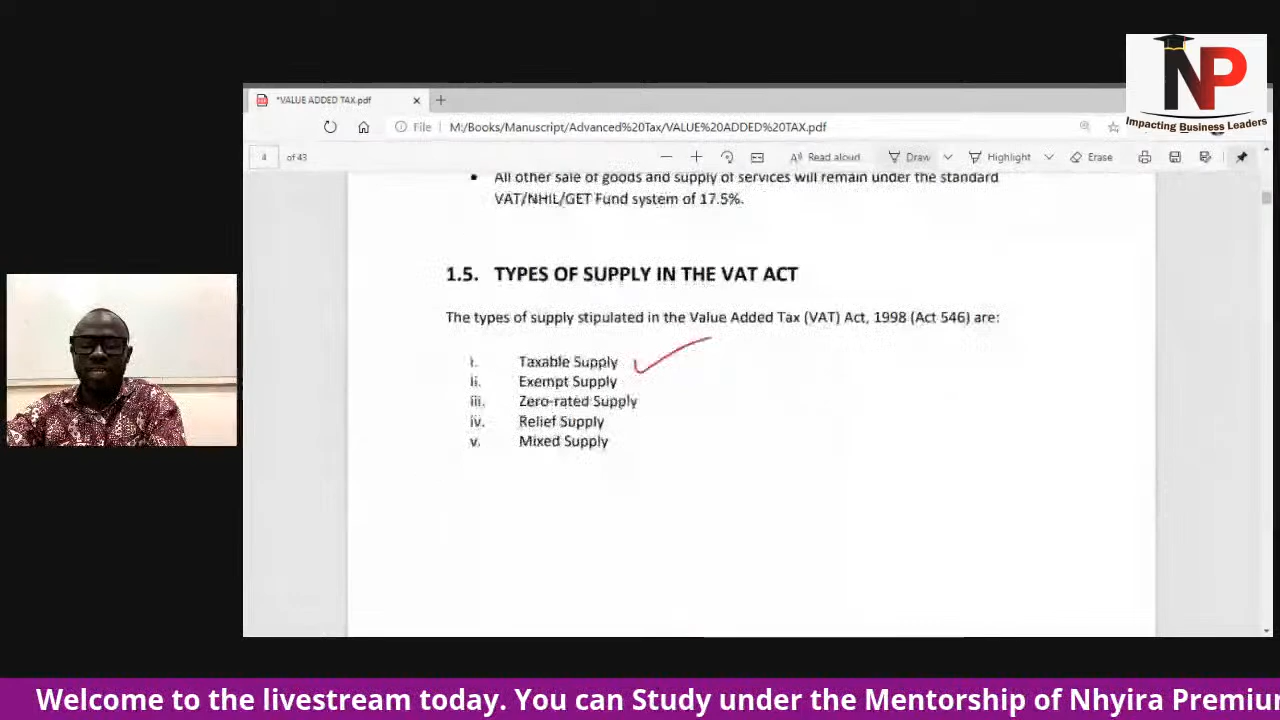 NP
Impacting Business Leaders
*VALUE ADDED TAX.pdf
File M:/Books/Manuscript/Advanced%20Tax/VALUE%20ADDED%20TAX.pdf
4 of 43 Read aloud Draw Highlight Erase
• All other sale of goods and supply of services will remain under the standard
VAT/NHIL/GET Fund system of 17.5%.
1.5. TYPES OF SUPPLY IN THE VAT ACT
The types of supply stipulated in the Value Added Tax (VAT) Act, 1998 (Act 546) are:
i. Taxable Supply
ii. Exempt Supply
iii. Zero-rated Supply
iv. Relief Supply
v. Mixed Supply
Welcome to the livestream today. You can Study under the Mentorship of Nhyira Premiu